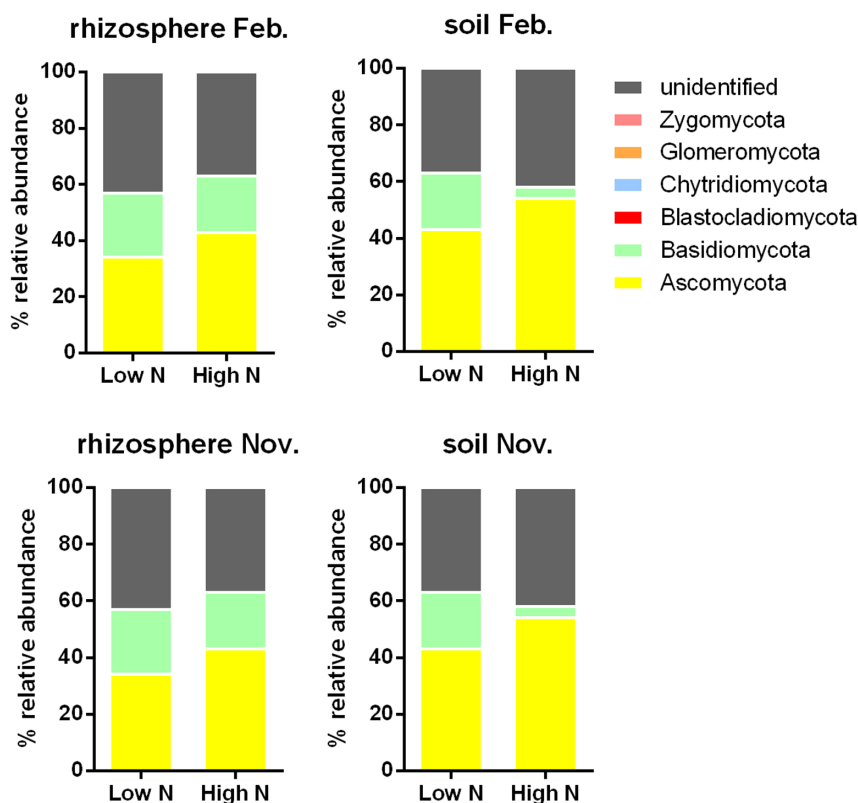 rhizosphere Feb.
% relative abundance
100
80
60
40
20
0
Low N High N
soil Feb.
% relative abundance
100
80
60
40
20
0
Low N High N
unidentified
Zygomycota
Glomeromycota
Chytridiomycota
Blastocladiomycota
Basidiomycota
Ascomycota
rhizosphere Nov.
% relative abundance
100
80
60
40
20
0
Low N High N
soil Nov.
% relative abundance
100
80
60
40
20
0
Low N High N